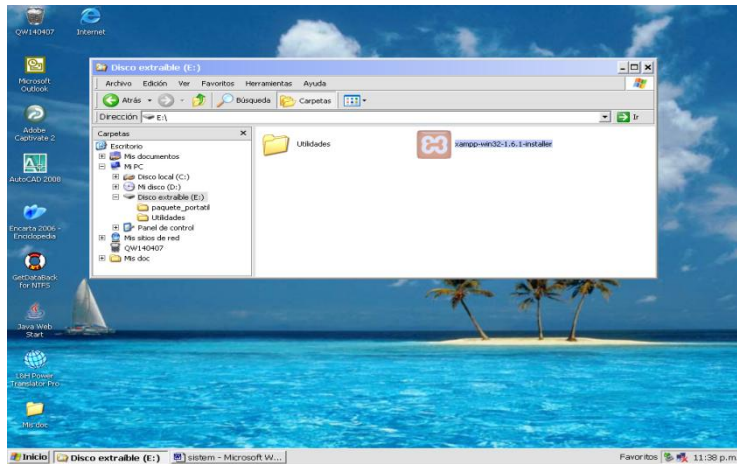 QW140407
Internet
Microsoft
Outlook
Adobe
Captivate 2
AutoCAD 2008
Encarta 2006 -
Enciclopedia
GetDataBack
for NTFS
Java Web
Start
L&H Power
Translator Pro
Mis doc
Disco extraíble (E:)
Archivo Edición Ver Favoritos Herramientas Ayuda
Atrás Búsqueda Carpetas
Dirección E:\ Ir
Carpetas
Escritorio
Mis documentos
Mi PC
Disco local (C:)
Mi disco (D:)
Disco extraíble (E:)
paquete_portatil
Utilidades
Panel de control
Mis sitios de red
QW140407
Mis doc
Utilidades
xampp-win32-1.6.1-installer
Inicio Disco extraíble (E:) sistem - Microsoft W... Favoritos 11:38 p.m